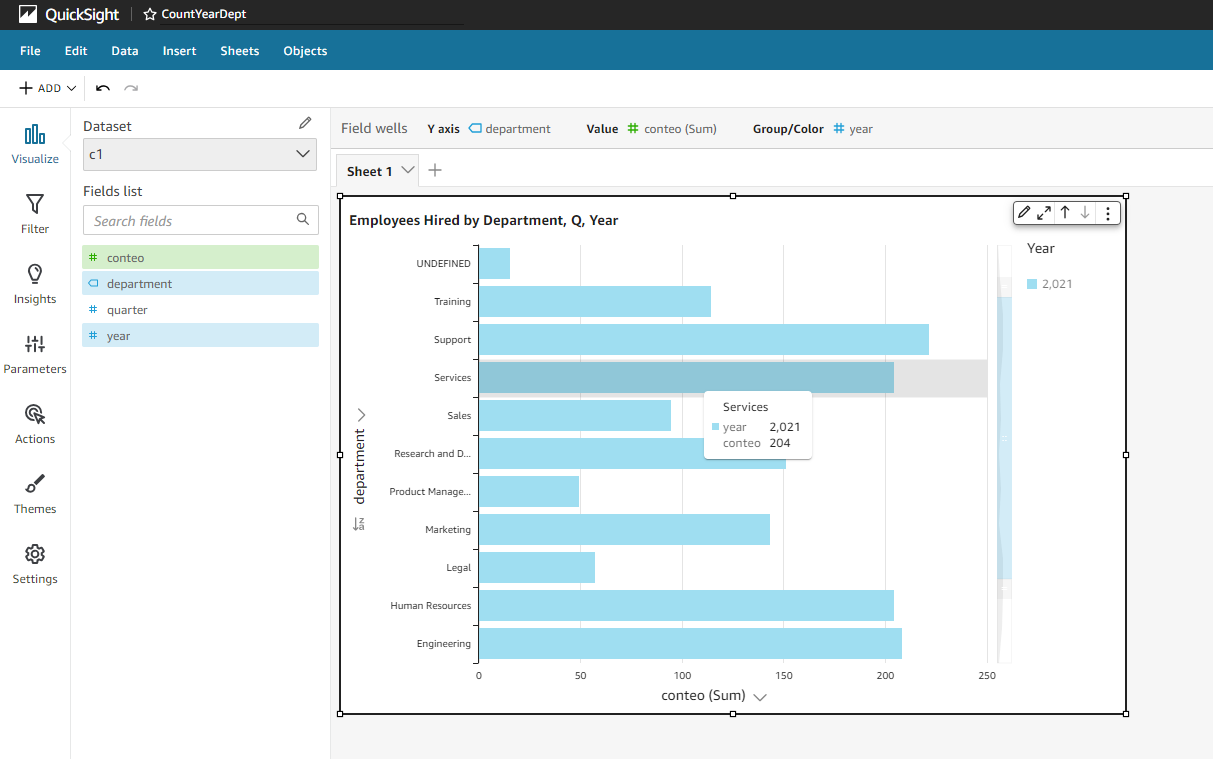 QuickSight CountYearDept
File Edit Data Insert Sheets Objects
ADD
Visualize
Filter
Insights
Parameters
Actions
Themes
Settings
Dataset
c1
Fields list
Search fields
# conteo
department
# quarter
# year
Field wells Y axis department Value # conteo (Sum) Group/Color # year
Sheet 1
Employees Hired by Department, Q, Year
department
UNDEFINED
Training
Support
Services
Sales
Research and D...
Product Manage...
Marketing
Legal
Human Resources
Engineering
Services
year 2,021
conteo 204
0 50 100 150 200 250
conteo (Sum)
Year
2,021